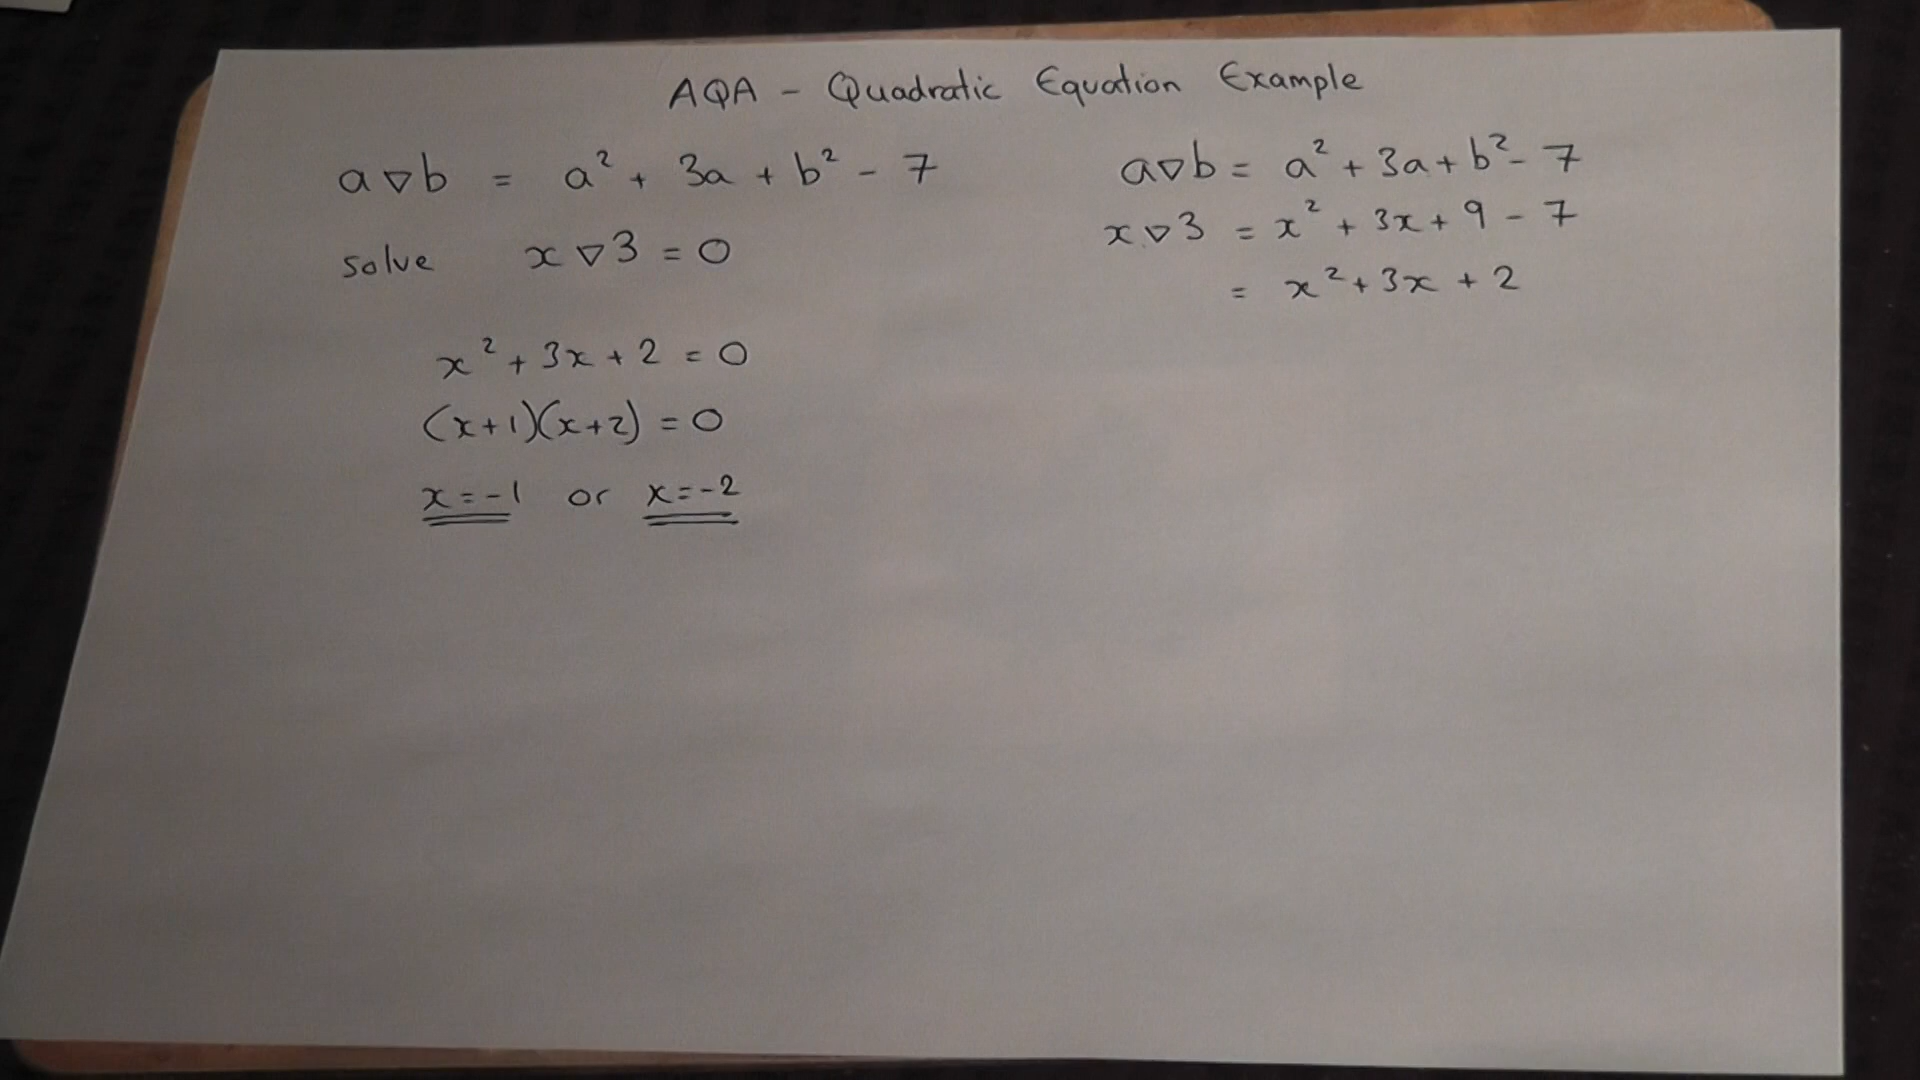 AQA - Quadratic Equation Example
a ▽ b = a² + 3a + b² - 7
solve x ▽ 3 = 0
x² + 3x + 2 = 0
(x+1)(x+2) = 0
x = -1 or x = -2
a ▽ b = a² + 3a + b² - 7
x ▽ 3 = x² + 3x + 9 - 7
= x² + 3x + 2